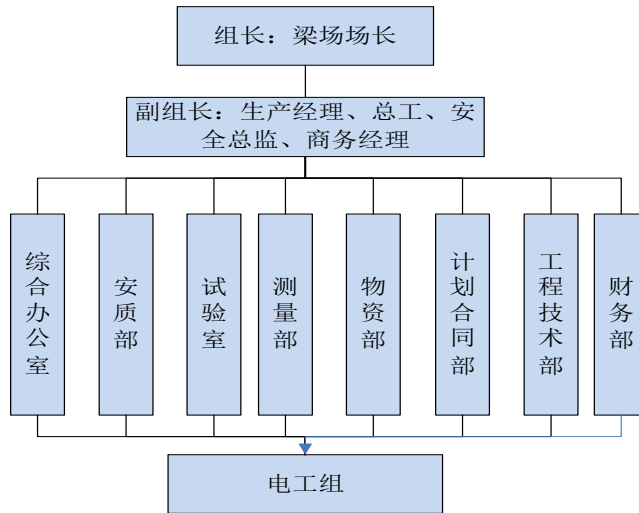 组长：梁场场长
副组长：生产经理、总工、安
全总监、商务经理
综合办公室
安质部
试验室
测量部
物资部
计划合同部
工程技术部
财务部
电工组